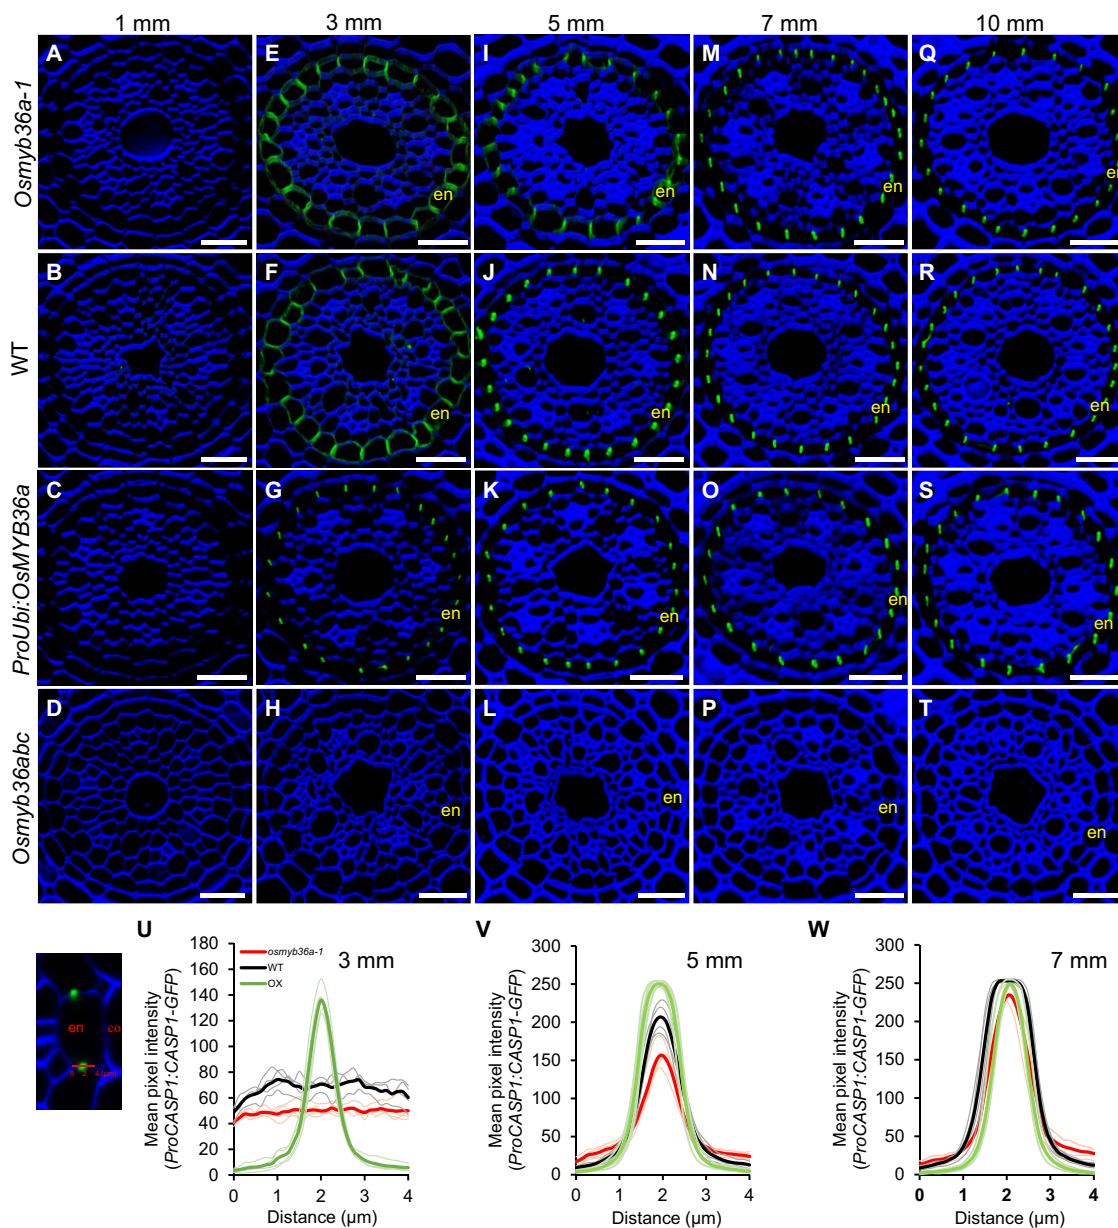 1 mm 3 mm 5 mm 7 mm 10 mm
Osmyb36a-1
A E I M Q
en en en en
WT
B F J N R
en en en en
ProUbi:OsMYB36a
C G K O S
en en en en
Osmyb36abc
D H L P T
en en en en
en co
0 2 4 (µm)
U
3 mm
osmyb36a-1
WT
OX
Mean pixel intensity
(ProCASP1:CASP1-GFP)
180
160
140
120
100
80
60
40
20
0
0 1 2 3 4
Distance (µm)
V
5 mm
Mean pixel intensity
(ProCASP1:CASP1-GFP)
300
250
200
150
100
50
0
0 1 2 3 4
Distance (µm)
W
7 mm
Mean pixel intensity
(ProCASP1:CASP1-GFP)
300
250
200
150
100
50
0
0 1 2 3 4
Distance (µm)